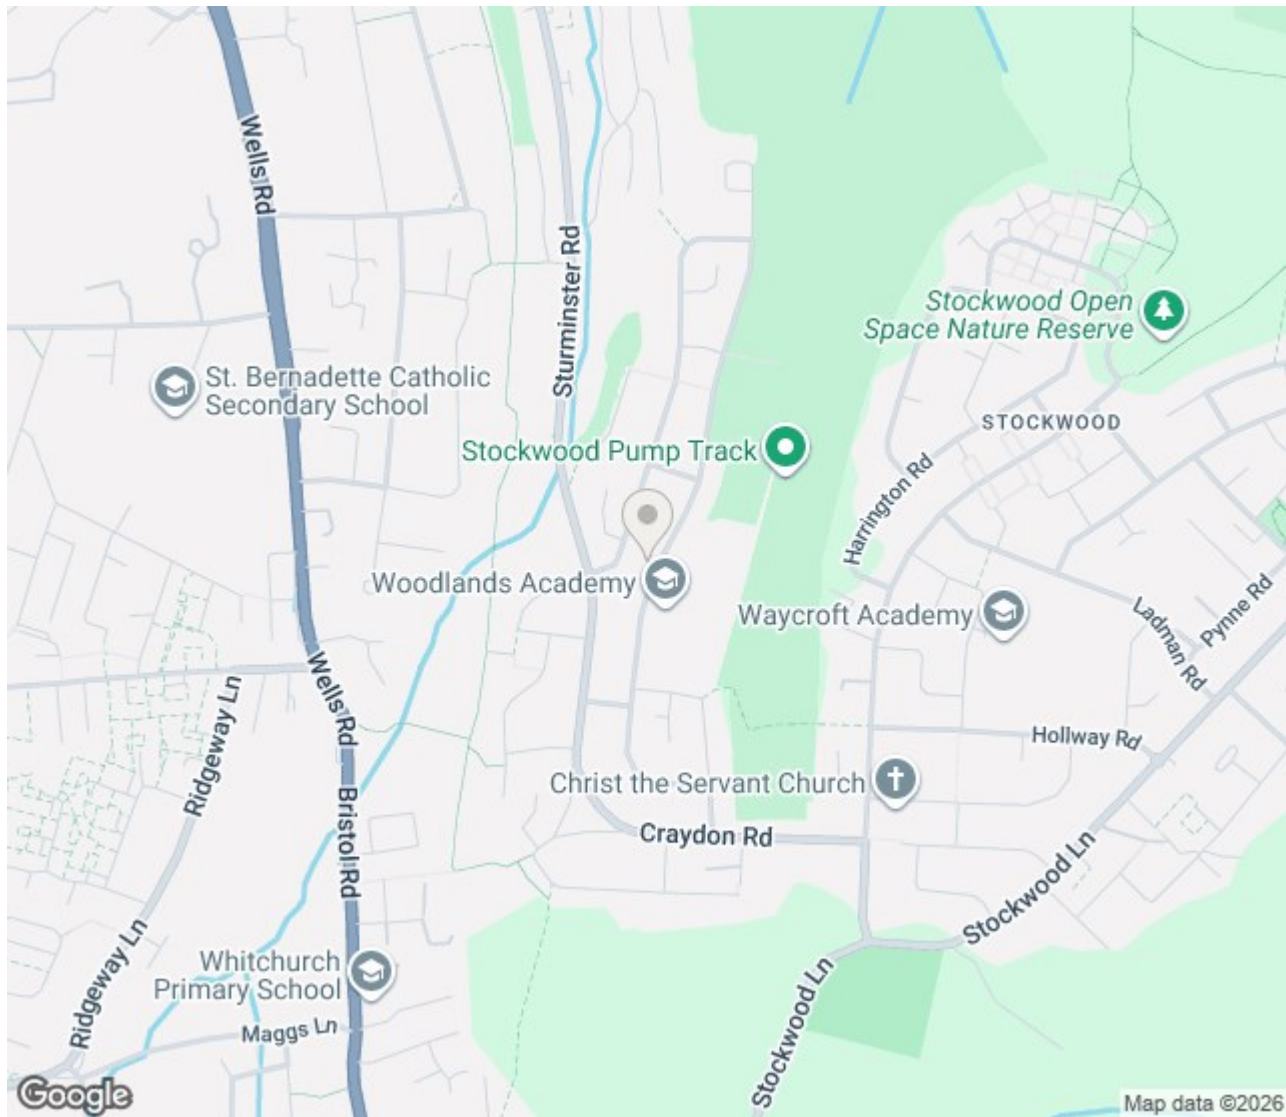 Wells Rd
Sturminster Rd
Stockwood Open
Space Nature Reserve
St. Bernadette Catholic
Secondary School
STOCKWOOD
Stockwood Pump Track
Harrington Rd
Woodlands Academy
Waycroft Academy
Ladman Rd
Pynne Rd
Wells Rd
Ridgeway Ln
Hollway Rd
Bristol Rd
Christ the Servant Church
Craydon Rd
Stockwood Ln
Ridgeway Ln
Whitchurch
Primary School
Stockwood Ln
Maggs Ln
Google
Map data ©2026